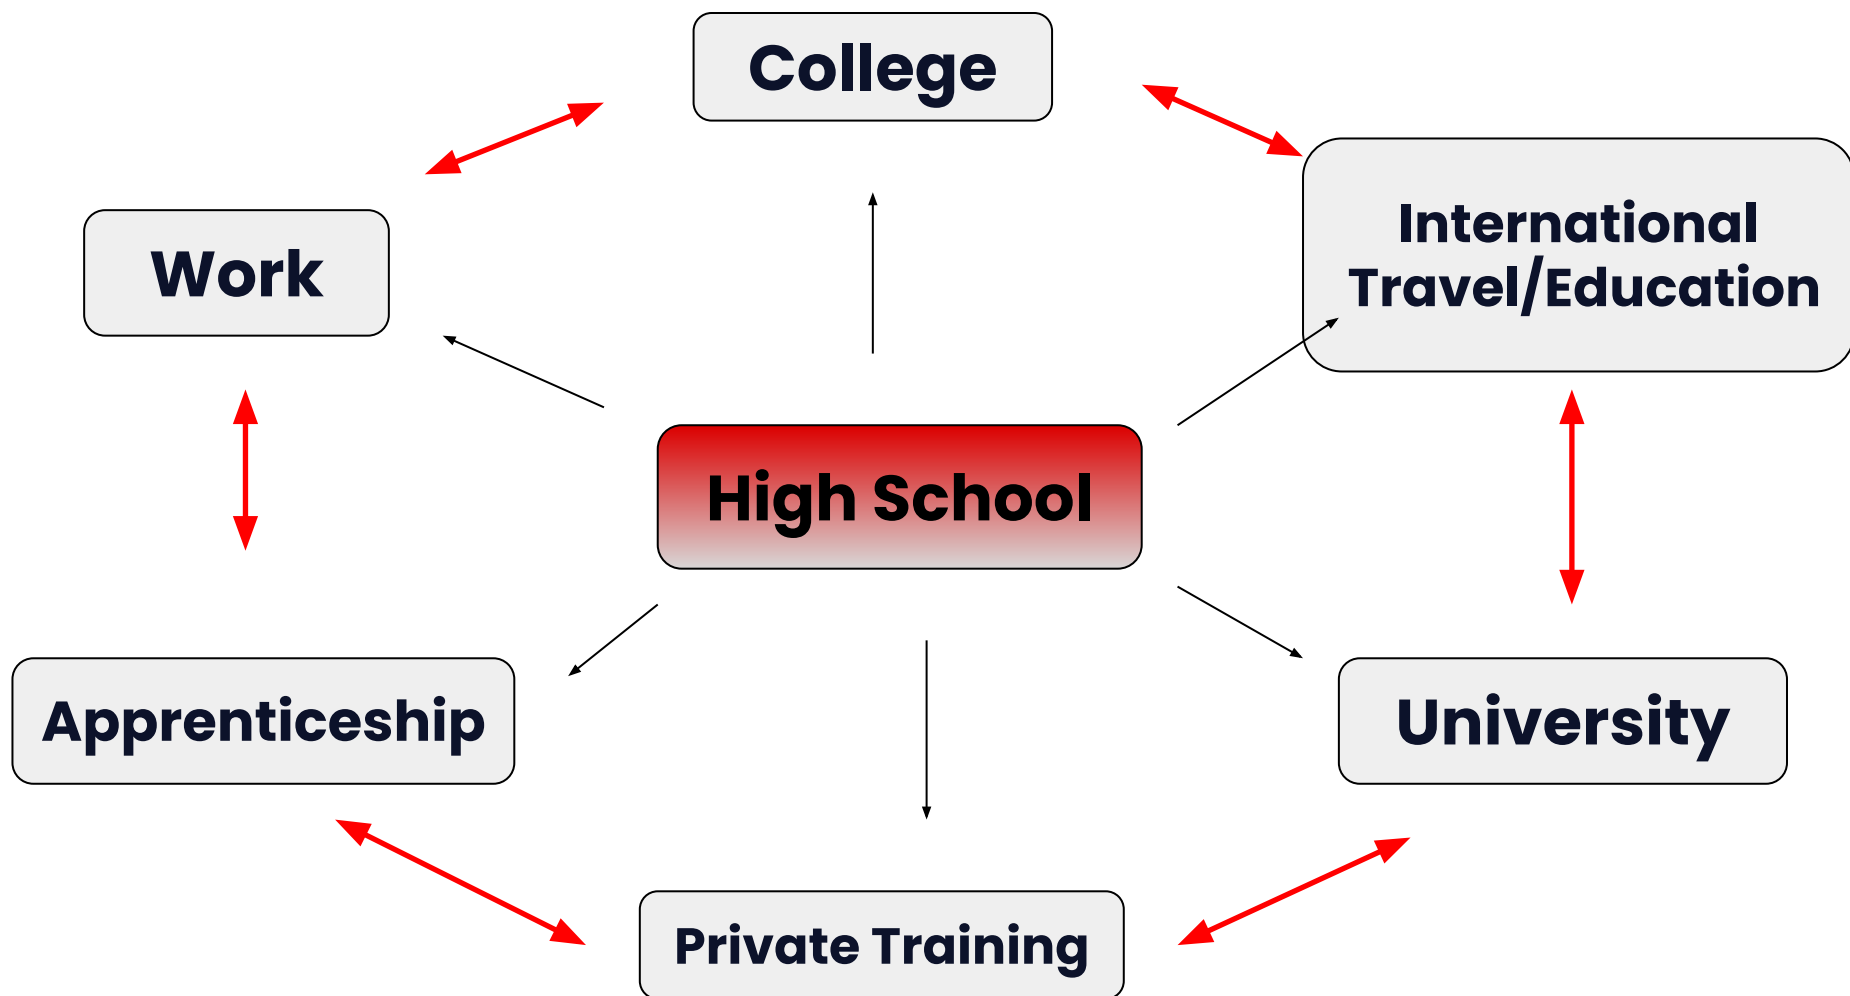 College
Work
International
Travel/Education
High School
Apprenticeship
University
Private Training